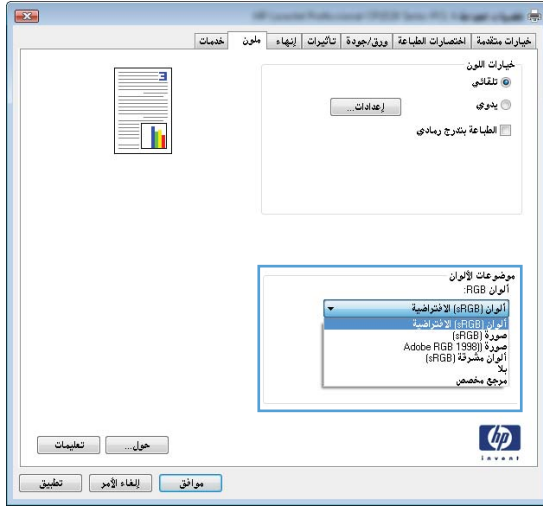 خيارات متقدمة	اختصارات الطباعة	ورق/جودة	تأثيرات	إنهاء	ملون	خدمات
خيارات اللون
تلقائي
يدوي
إعدادات...
الطباعة بتدرج رمادي
3
موضوعات الألوان
ألوان RGB:
ألوان (sRGB) الافتراضية
ألوان (sRGB) الافتراضية
صورة (sRGB)
صورة ((Adobe RGB 1998
ألوان مشرقة (sRGB)
بلا
مرجع مخصص
hp
invent
حول...	تعليمات
موافق	إلغاء الأمر	تطبيق